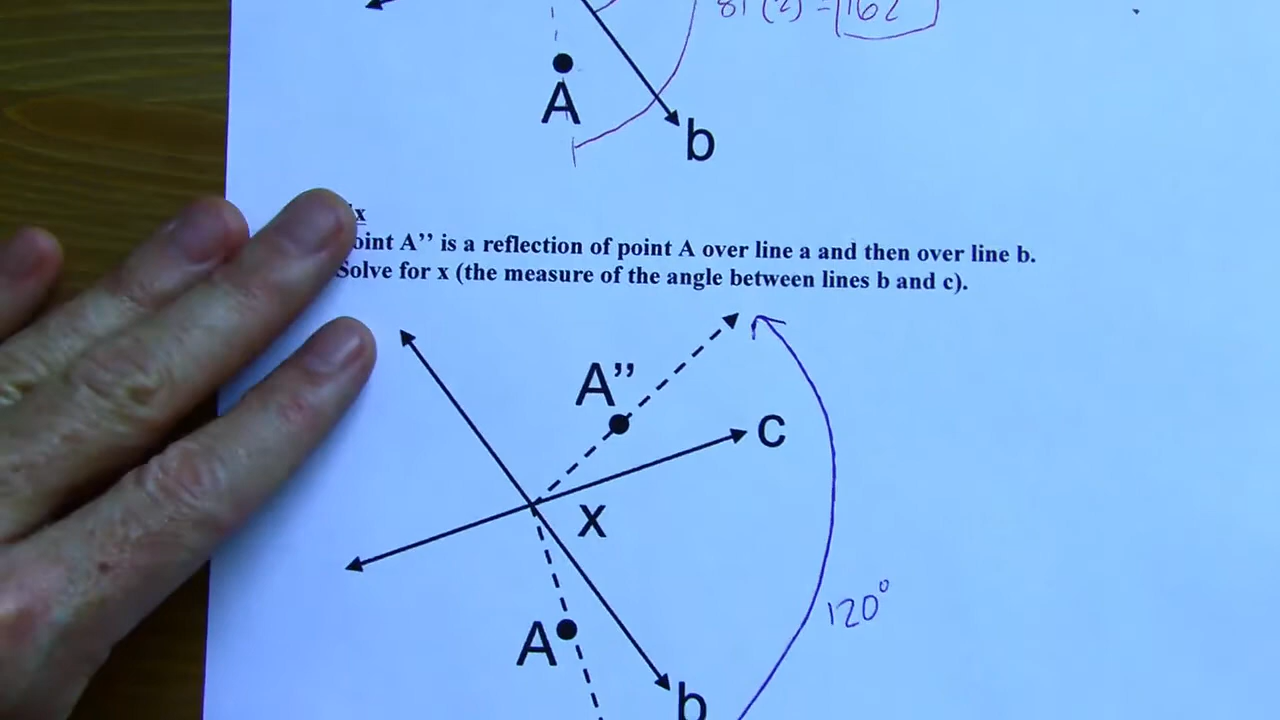 81 (2) = 162
A
b
x
oint A’’ is a reflection of point A over line a and then over line b.
Solve for x (the measure of the angle between lines b and c).
A’’
c
x
120°
A
b